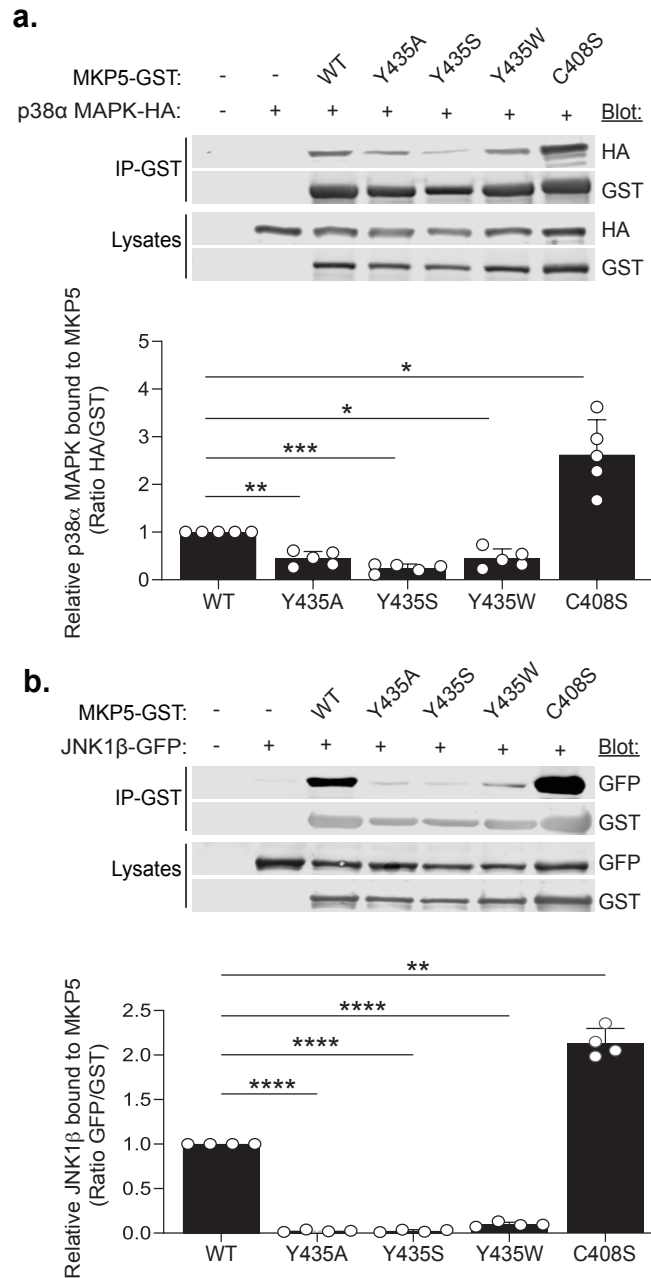 a.
MKP5-GST: - - WT Y435A Y435S Y435W C408S
p38α MAPK-HA: - + + + + + + Blot:
IP-GST
HA
GST
Lysates
HA
GST
Relative p38α MAPK bound to MKP5
(Ratio HA/GST)
5
4
3
2
1
0
*
*
***
**
WT Y435A Y435S Y435W C408S
b.
MKP5-GST: - - WT Y435A Y435S Y435W C408S
JNK1β-GFP: - + + + + + + Blot:
IP-GST
GFP
GST
Lysates
GFP
GST
Relative JNK1β bound to MKP5
(Ratio GFP/GST)
2.5
2.0
1.5
1.0
0.5
0.0
**
****
****
****
WT Y435A Y435S Y435W C408S